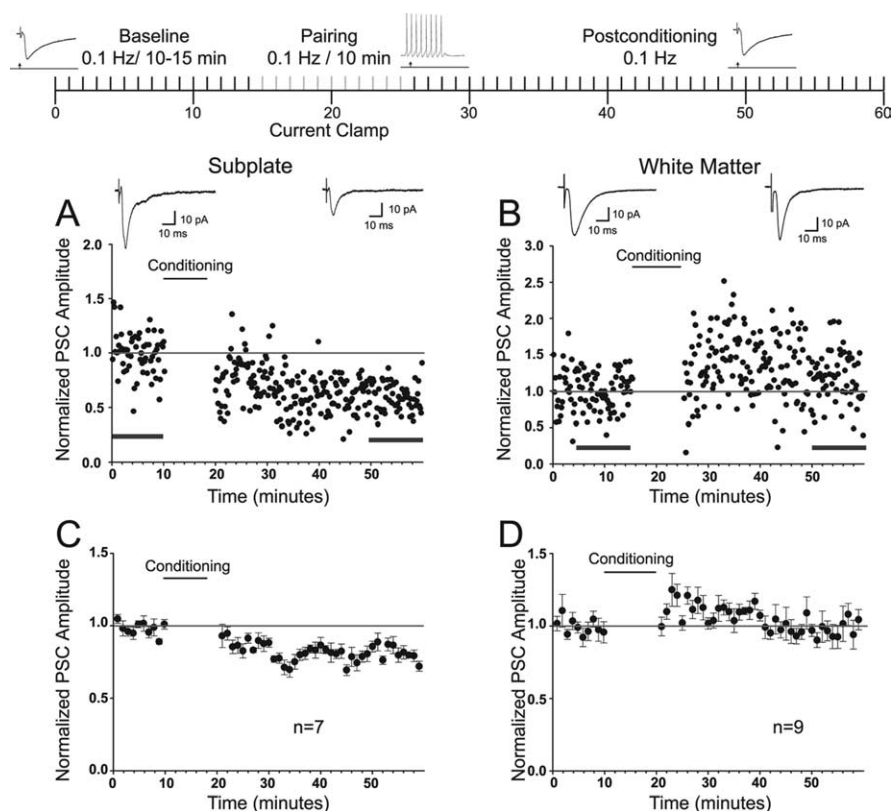 Baseline
0.1 Hz/ 10-15 min
Pairing
0.1 Hz / 10 min
Postconditioning
0.1 Hz
0 10 20 30 40 50 60
Current Clamp
Subplate
White Matter
A
10 pA
10 ms
10 pA
10 ms
Conditioning
Normalized PSC Amplitude
2.0
1.5
1.0
0.5
0.0
0 10 20 30 40 50
Time (minutes)
B
10 pA
10 ms
10 pA
10 ms
Conditioning
Normalized PSC Amplitude
3.0
2.5
2.0
1.5
1.0
0.5
0.0
0 10 20 30 40 50
Time (minutes)
C
Conditioning
Normalized PSC Amplitude
1.5
1.0
0.5
0.0
n=7
0 10 20 30 40 50
Time (minutes)
D
Conditioning
Normalized PSC Amplitude
1.5
1.0
0.5
0.0
n=9
0 10 20 30 40 50
Time (minutes)